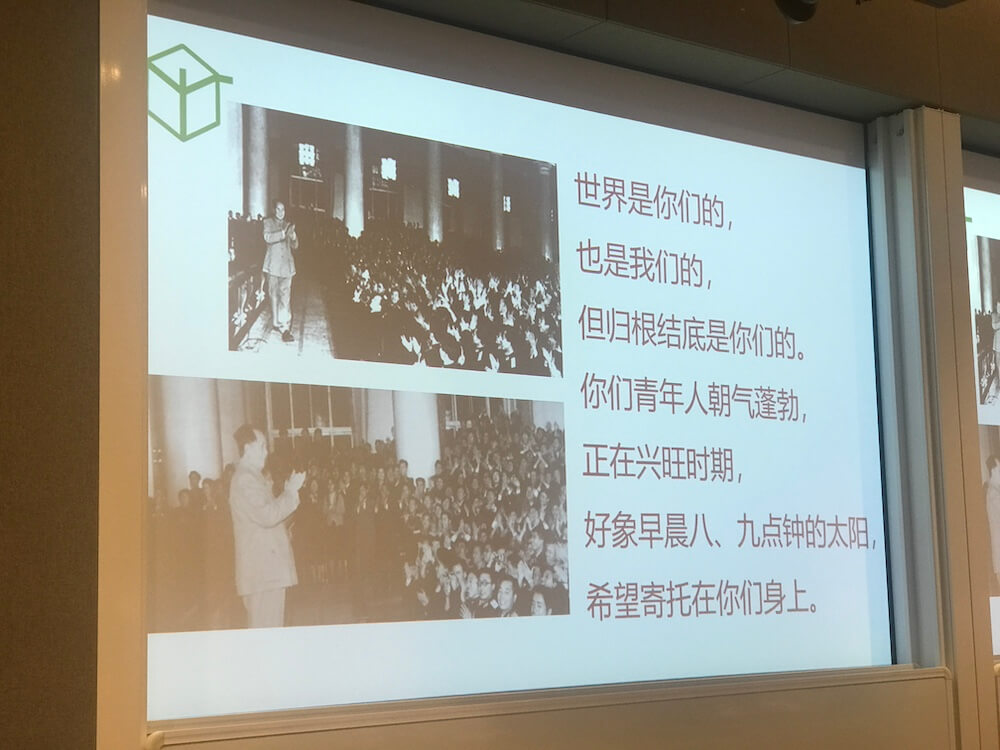 世界是你们的，
也是我们的，
但归根结底是你们的。
你们青年人朝气蓬勃，
正在兴旺时期，
好象早晨八、九点钟的太阳，
希望寄托在你们身上。